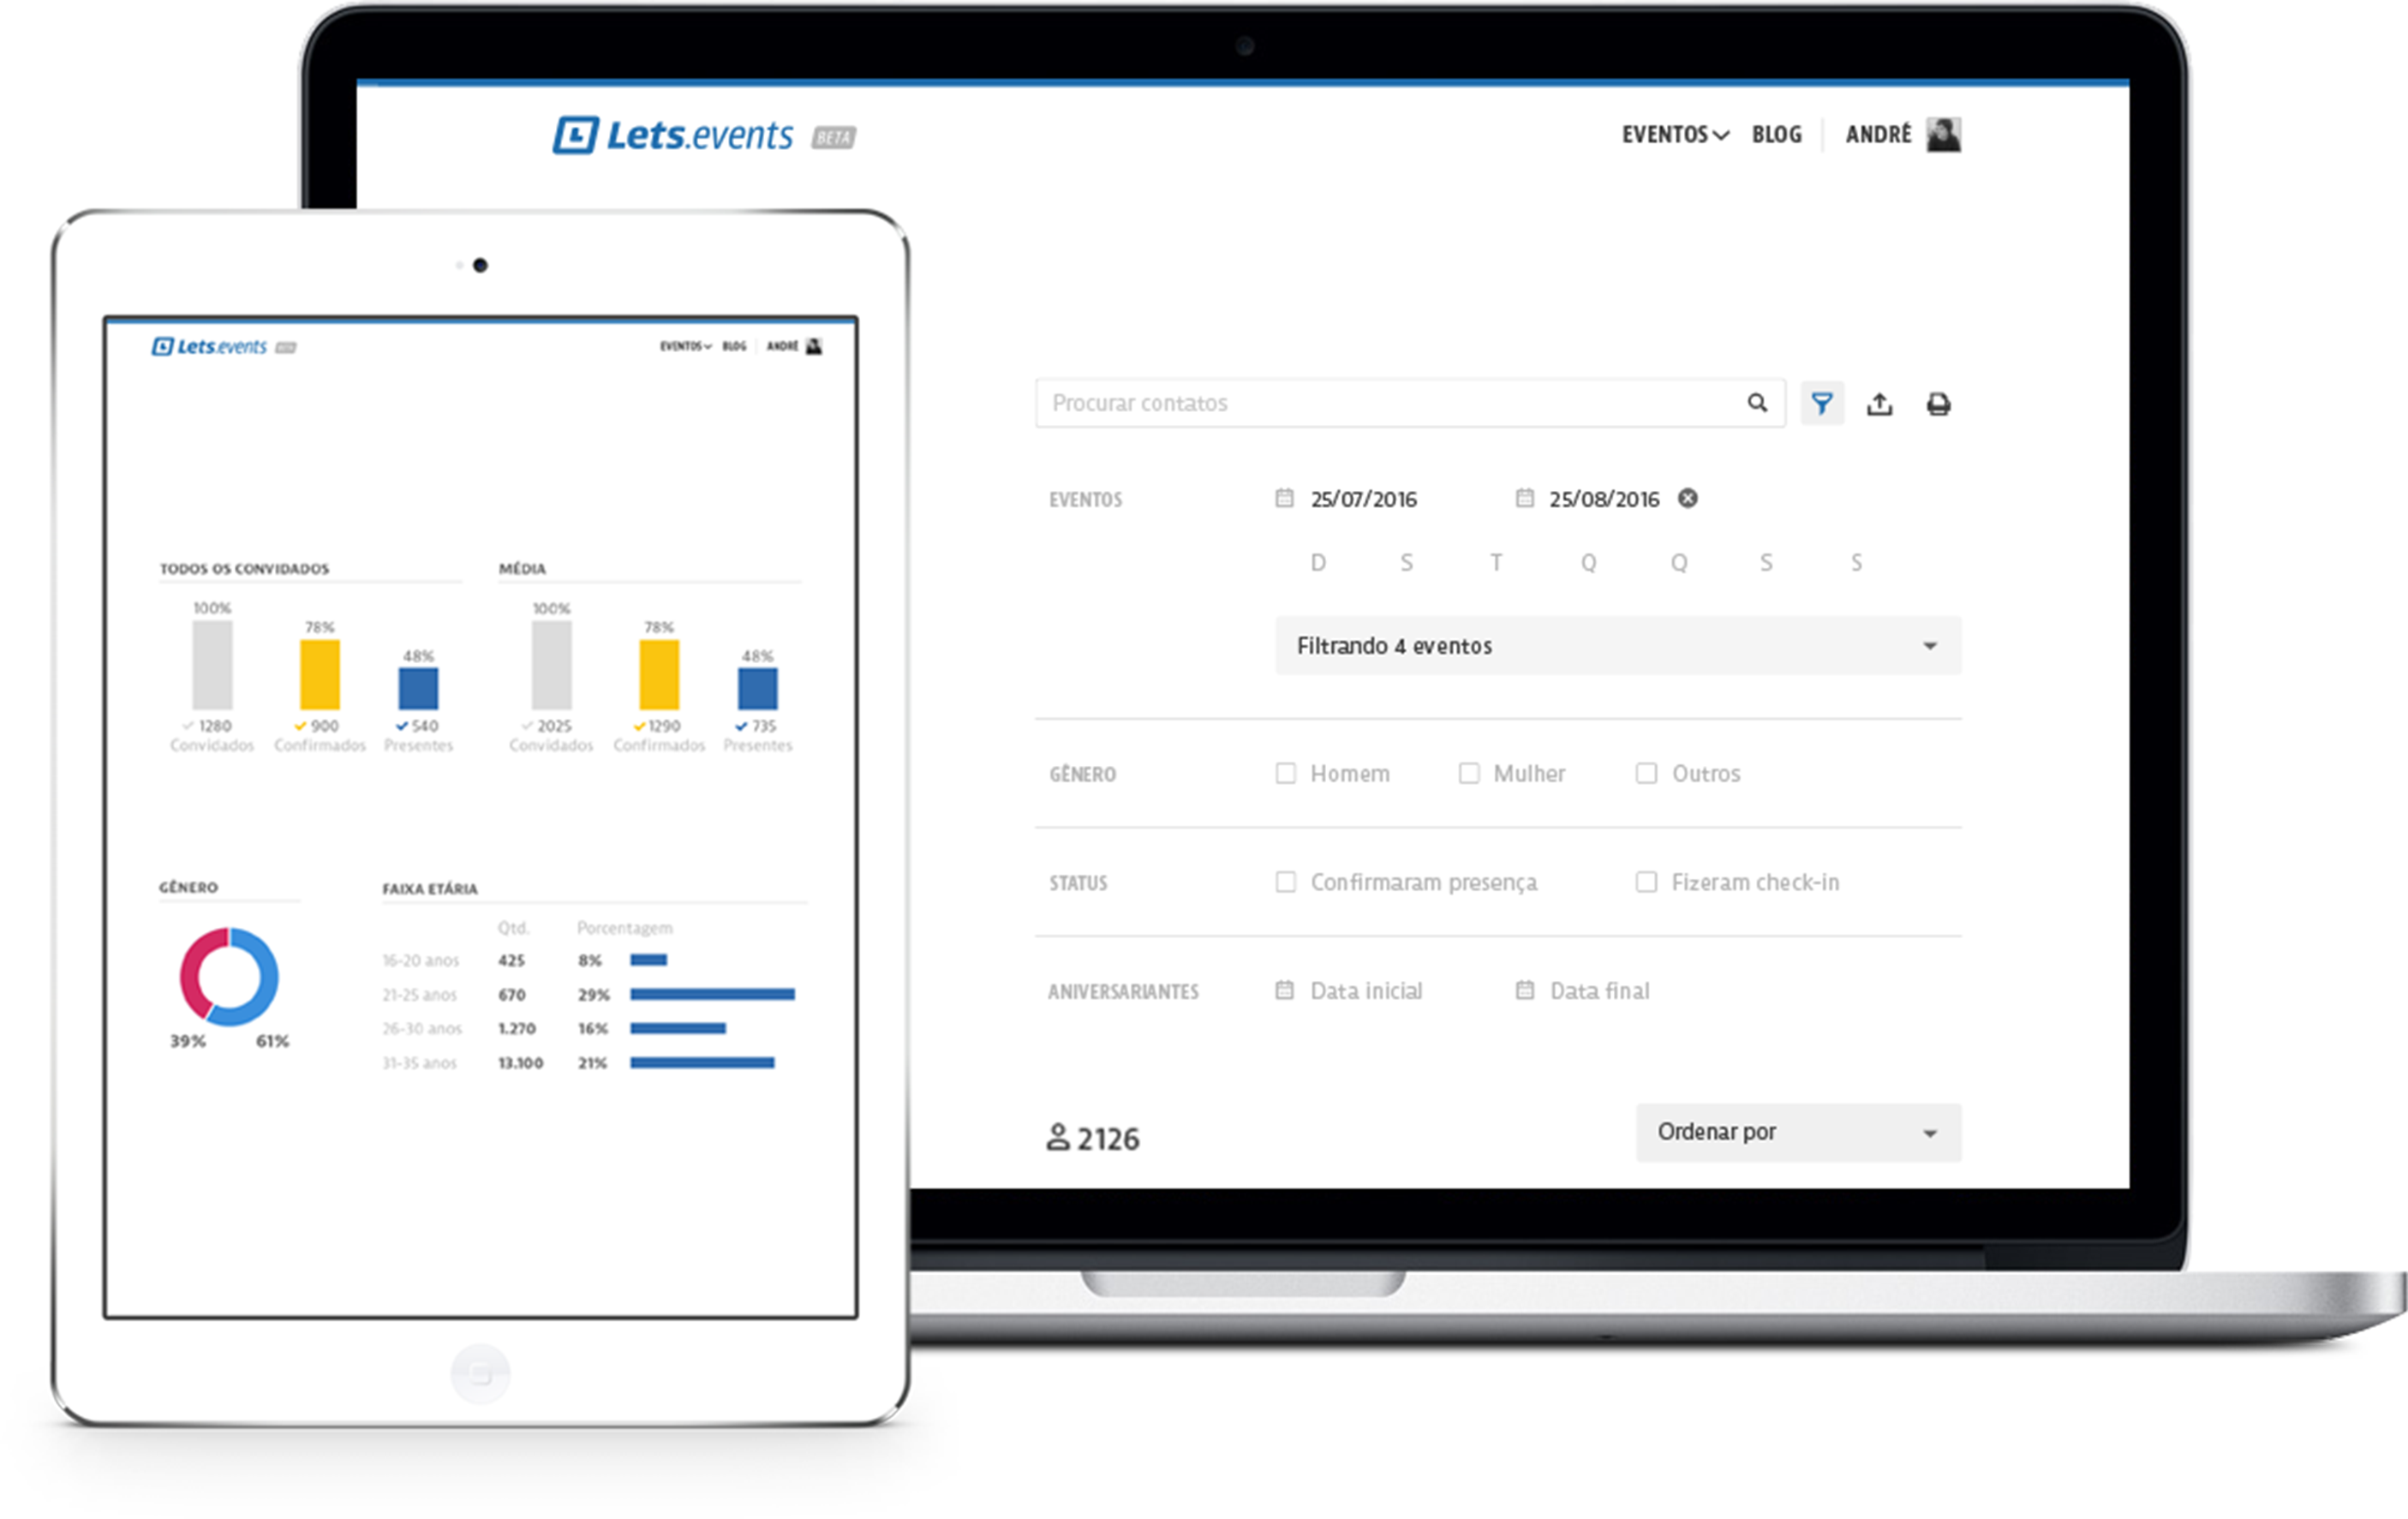 Lets.events BETA
EVENTOS BLOG ANDRÉ
Procurar contatos
EVENTOS 25/07/2016 25/08/2016
D S T Q Q S S
Filtrando 4 eventos
GÊNERO Homem Mulher Outros
STATUS Confirmaram presença Fizeram check-in
ANIVERSARIANTES Data inicial Data final
2126 Ordenar por
Lets.events BETA
EVENTOS BLOG ANDRÉ
TODOS OS CONVIDADOS
100% 78% 48%
1280 900 540
Convidados Confirmados Presentes
MÉDIA
100% 78% 48%
2025 1290 735
Convidados Confirmados Presentes
GÊNERO
39% 61%
FAIXA ETÁRIA
Qtd. Porcentagem
16-20 anos 425 8%
21-25 anos 670 29%
26-30 anos 1.270 16%
31-35 anos 13.100 21%